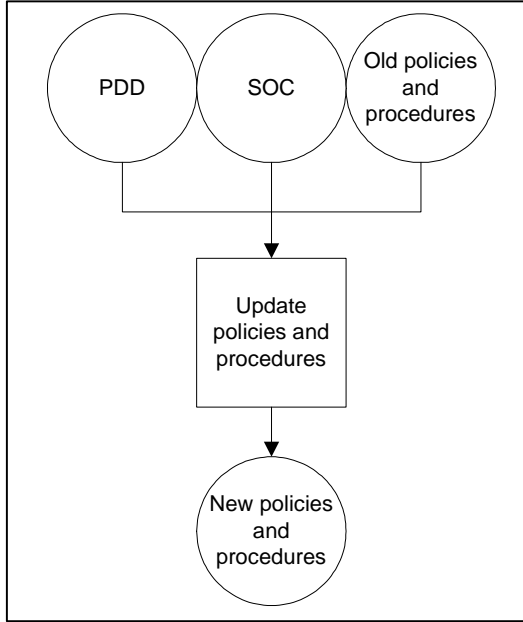 PDD
SOC
Old policies
and
procedures
Update
policies and
procedures
New policies
and
procedures